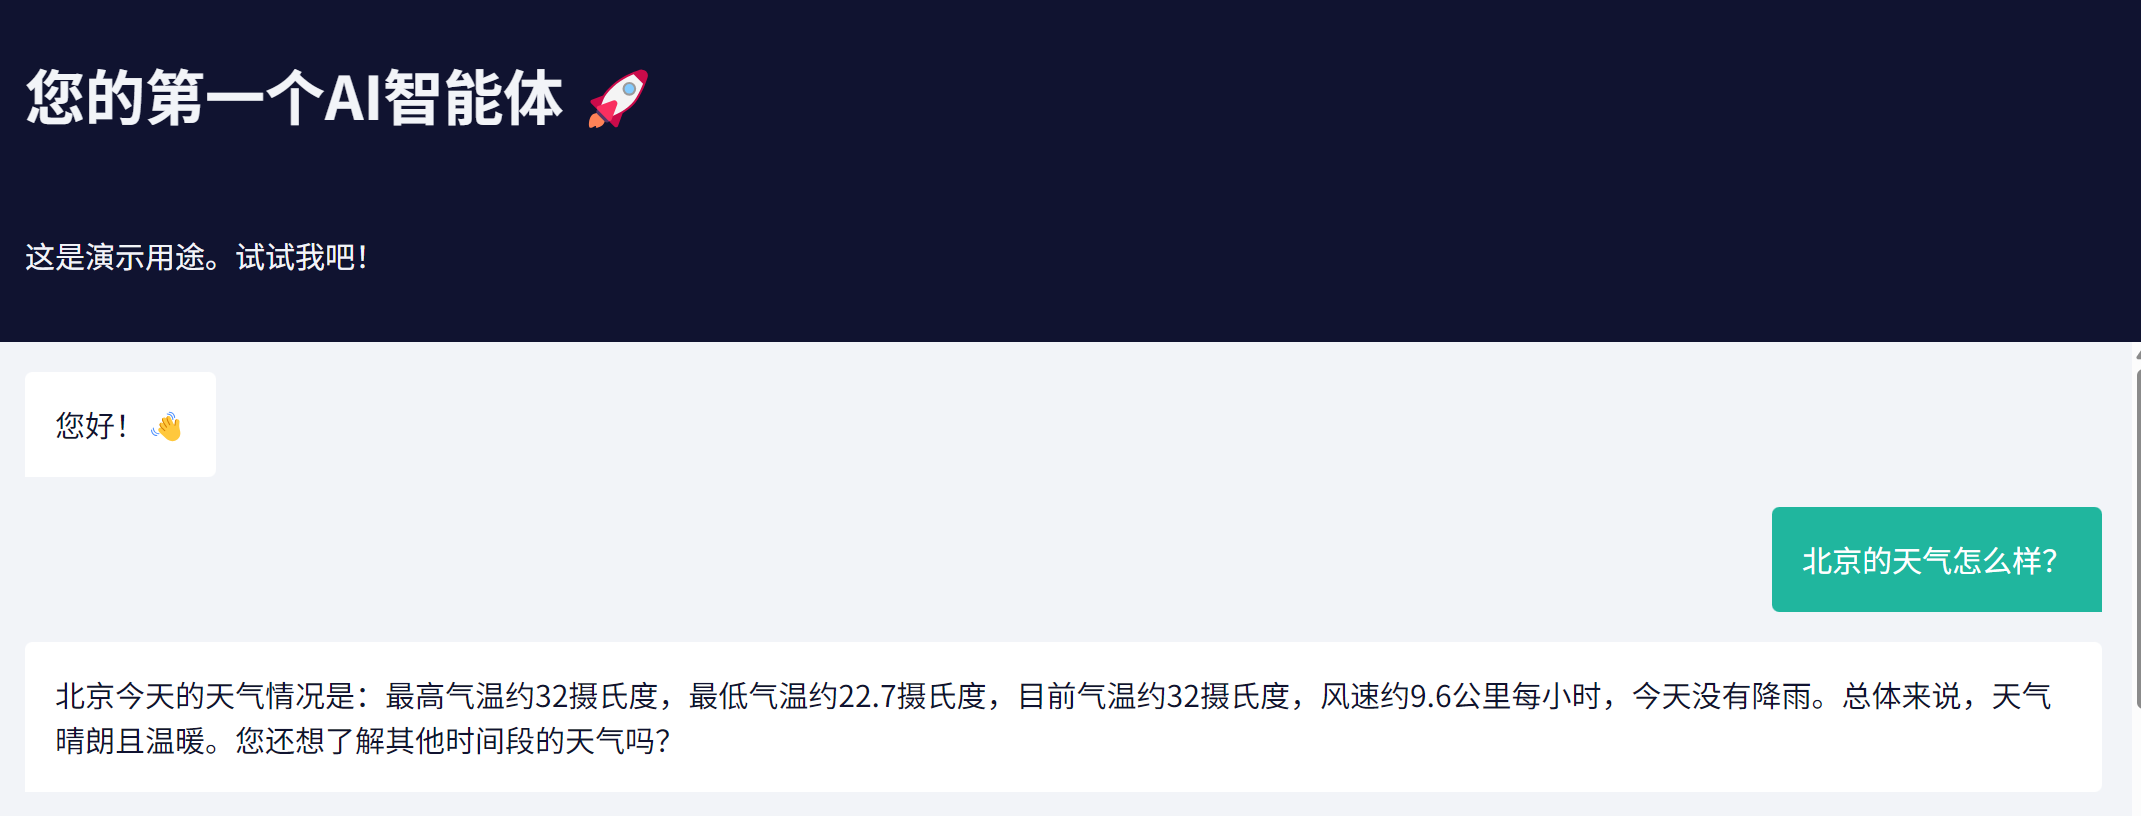 您的第一个AI智能体 🚀
这是演示用途。试试我吧！
您好！ 👋
北京的天气怎么样？
北京今天的天气情况是：最高气温约32摄氏度，最低气温约22.7摄氏度，目前气温约32摄氏度，风速约9.6公里每小时，今天没有降雨。总体来说，天气
晴朗且温暖。您还想了解其他时间段的天气吗？